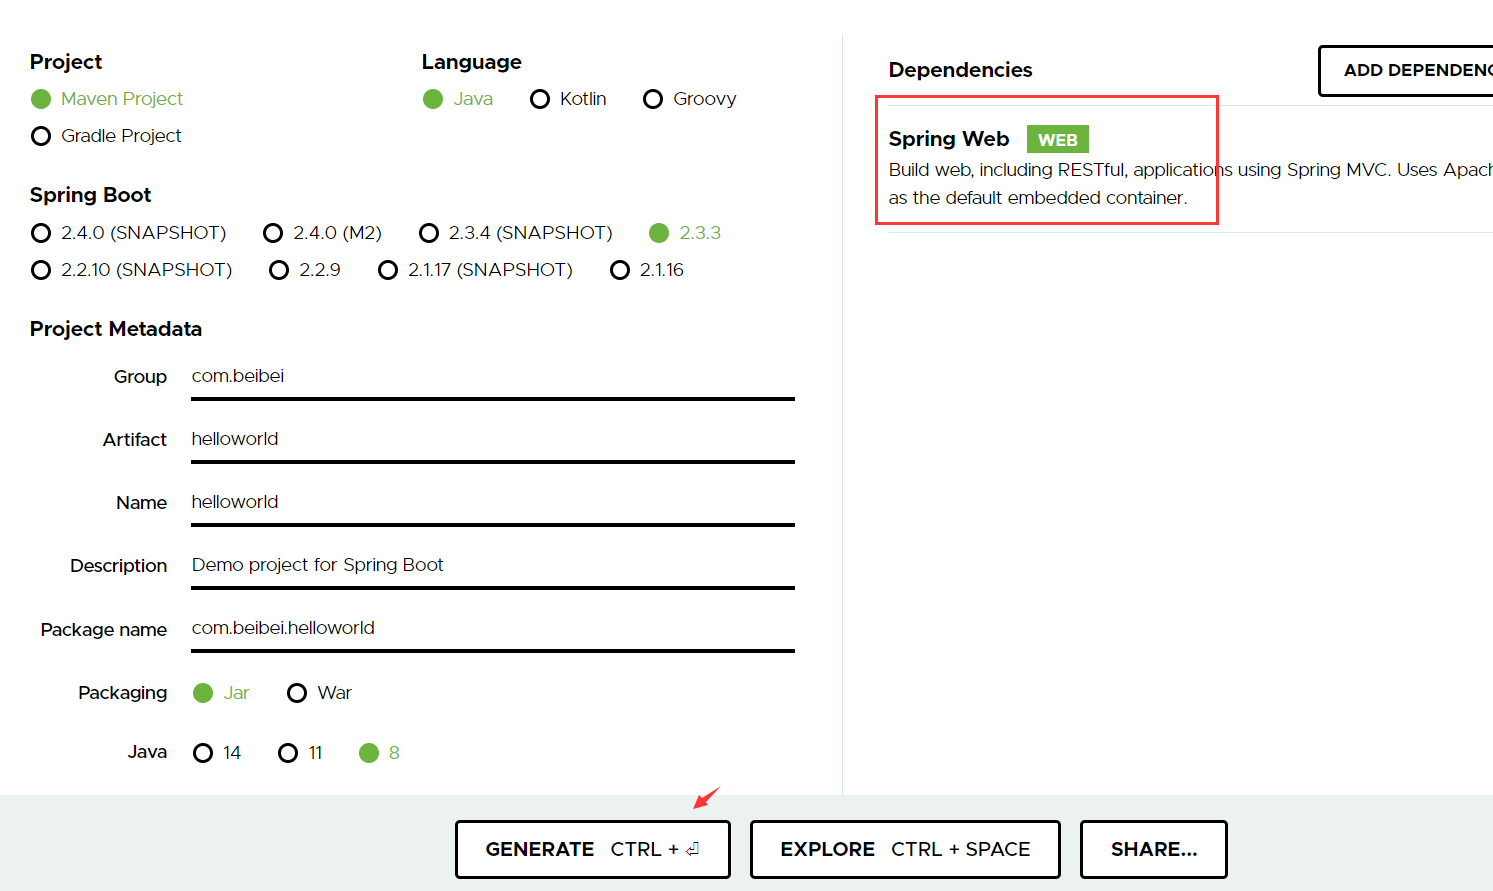 Project
Maven Project
Gradle Project
Language
Java Kotlin Groovy
Spring Boot
2.4.0 (SNAPSHOT) 2.4.0 (M2) 2.3.4 (SNAPSHOT) 2.3.3
2.2.10 (SNAPSHOT) 2.2.9 2.1.17 (SNAPSHOT) 2.1.16
Project Metadata
Group com.beibei
Artifact helloworld
Name helloworld
Description Demo project for Spring Boot
Package name com.beibei.helloworld
Packaging Jar War
Java 14 11 8
Dependencies
ADD DEPENDENC
Spring Web WEB
Build web, including RESTful, applications using Spring MVC. Uses Apach
as the default embedded container.
GENERATE CTRL + ⏎
EXPLORE CTRL + SPACE
SHARE...